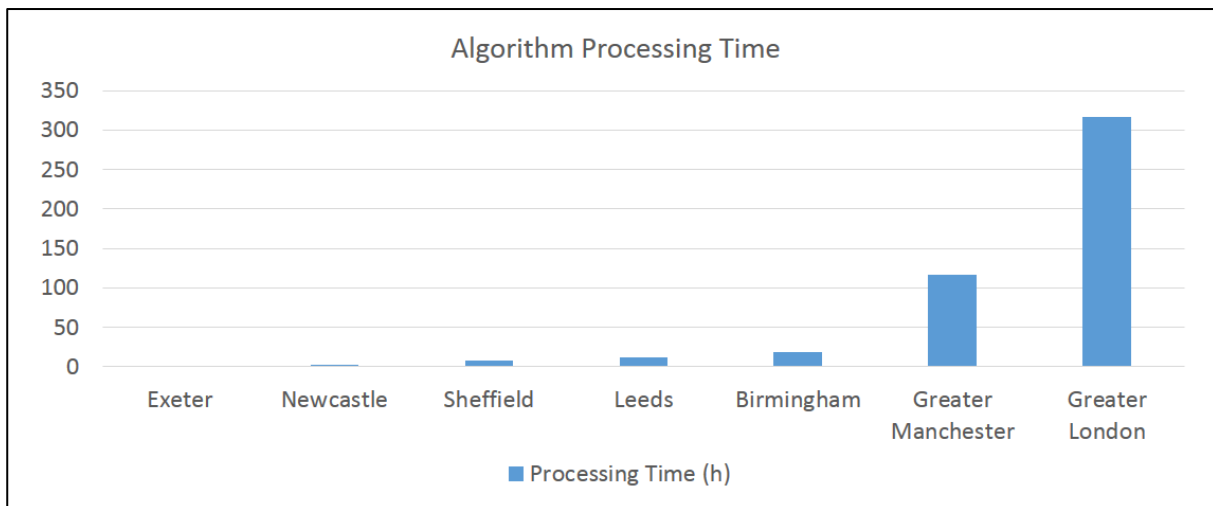 Algorithm Processing Time
350
300
250
200
150
100
50
0
Exeter Newcastle Sheffield Leeds Birmingham Greater Manchester Greater London
Processing Time (h)